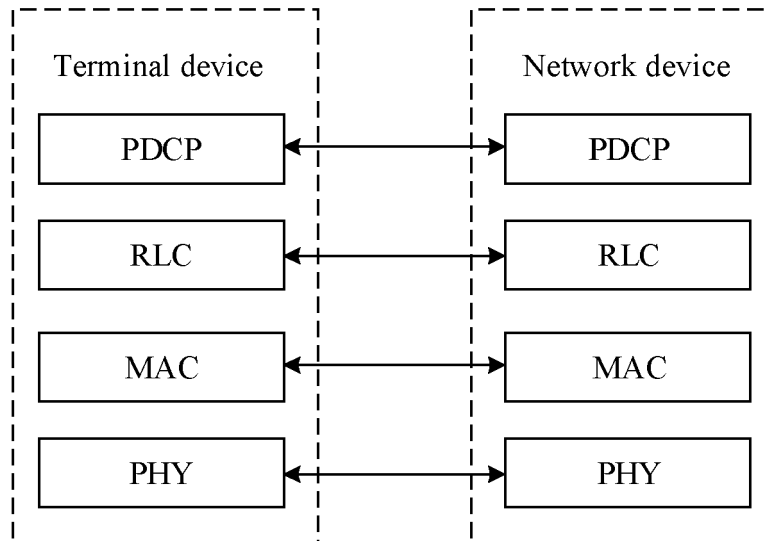 Terminal device
Network device
PDCP
PDCP
RLC
RLC
MAC
MAC
PHY
PHY